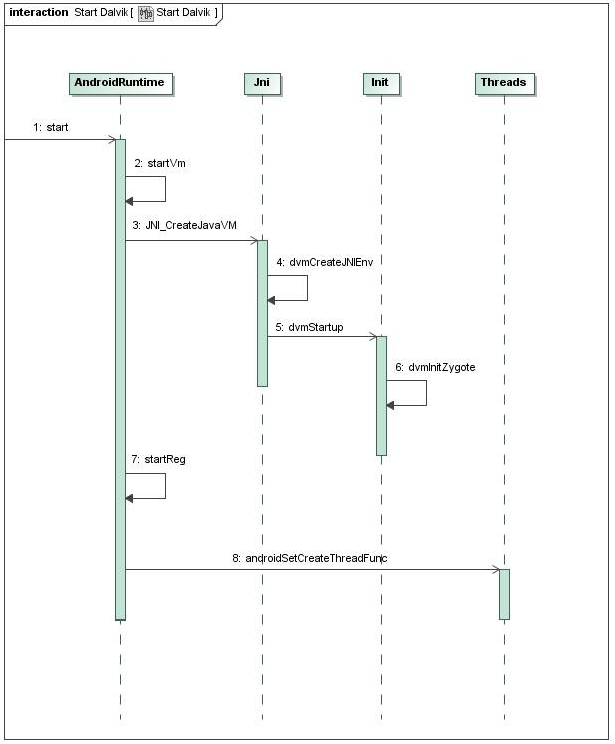 interaction Start Dalvik [ Start Dalvik ]
AndroidRuntime Jni Init Threads
1: start
2: startVm
3: JNI_CreateJavaVM
4: dvmCreateJNIEnv
5: dvmStartup
6: dvmInitZygote
7: startReg
8: androidSetCreateThreadFunc